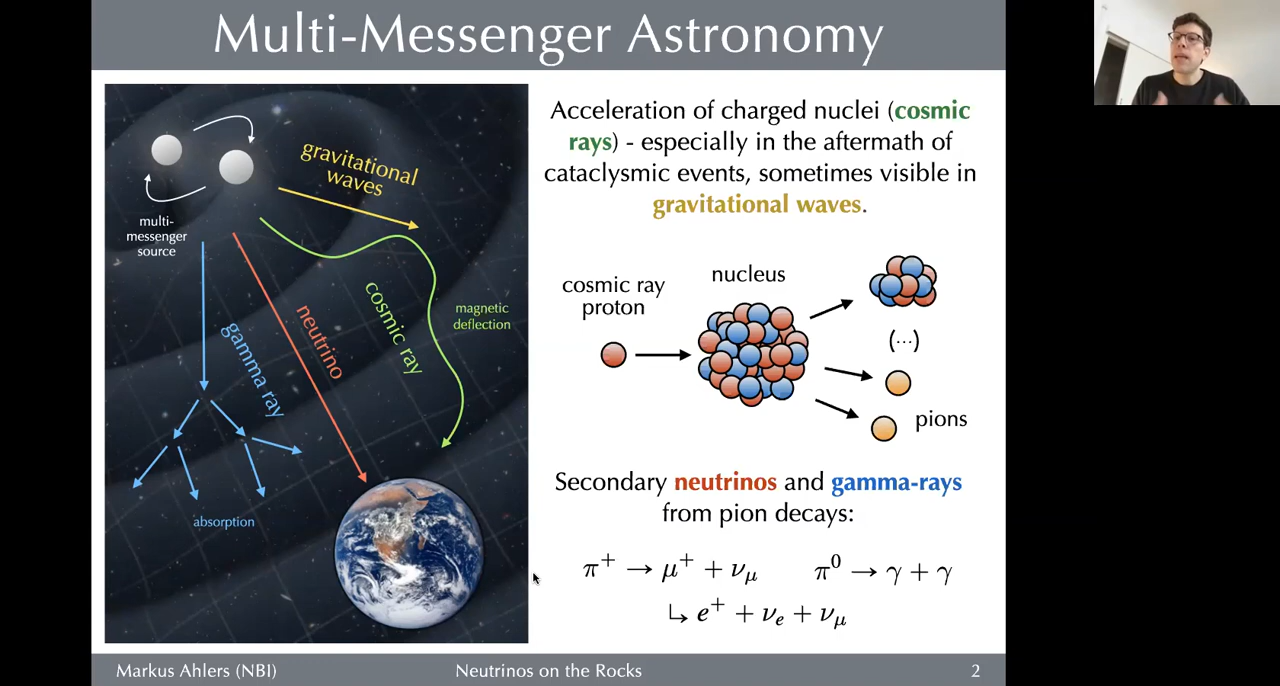 Multi-Messenger Astronomy
gravitational
waves
multi-
messenger
source
magnetic
deflection
cosmic ray
neutrino
gamma ray
absorption
Acceleration of charged nuclei (cosmic
rays) - especially in the aftermath of
cataclysmic events, sometimes visible in
gravitational waves.
cosmic ray
proton
nucleus
(...)
pions
Secondary neutrinos and gamma-rays
from pion decays:
π⁺ → μ⁺ + ν_μ
π⁰ → γ + γ
↳ e⁺ + ν_e + ν_μ
Markus Ahlers (NBI)
Neutrinos on the Rocks
2